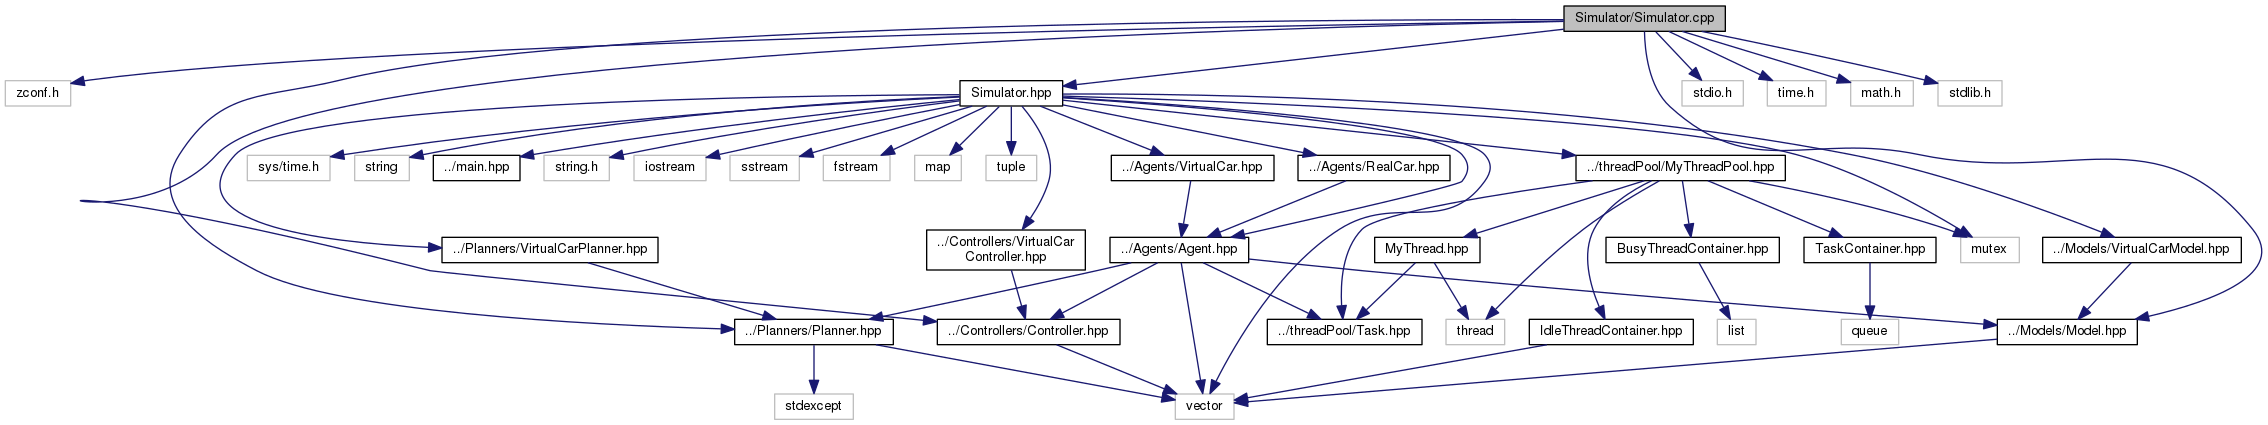 Simulator/Simulator.cpp
zconf.h
Simulator.hpp
stdio.h
time.h
math.h
stdlib.h
sys/time.h
string
../main.hpp
string.h
iostream
sstream
fstream
map
tuple
../Agents/VirtualCar.hpp
../Agents/RealCar.hpp
../threadPool/MyThreadPool.hpp
../Planners/VirtualCarPlanner.hpp
../Controllers/VirtualCar
Controller.hpp
../Agents/Agent.hpp
MyThread.hpp
BusyThreadContainer.hpp
TaskContainer.hpp
mutex
../Models/VirtualCarModel.hpp
../Planners/Planner.hpp
../Controllers/Controller.hpp
../threadPool/Task.hpp
thread
IdleThreadContainer.hpp
list
queue
../Models/Model.hpp
stdexcept
vector